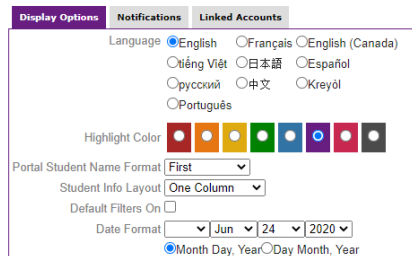 Display Options Notifications Linked Accounts
Language English Français English (Canada)
tiếng Việt 日本語 Español
русский 中文 Kreyòl
Português
Highlight Color
Portal Student Name Format First
Student Info Layout One Column
Default Filters On
Date Format Jun 24 2020
Month Day, Year Day Month, Year